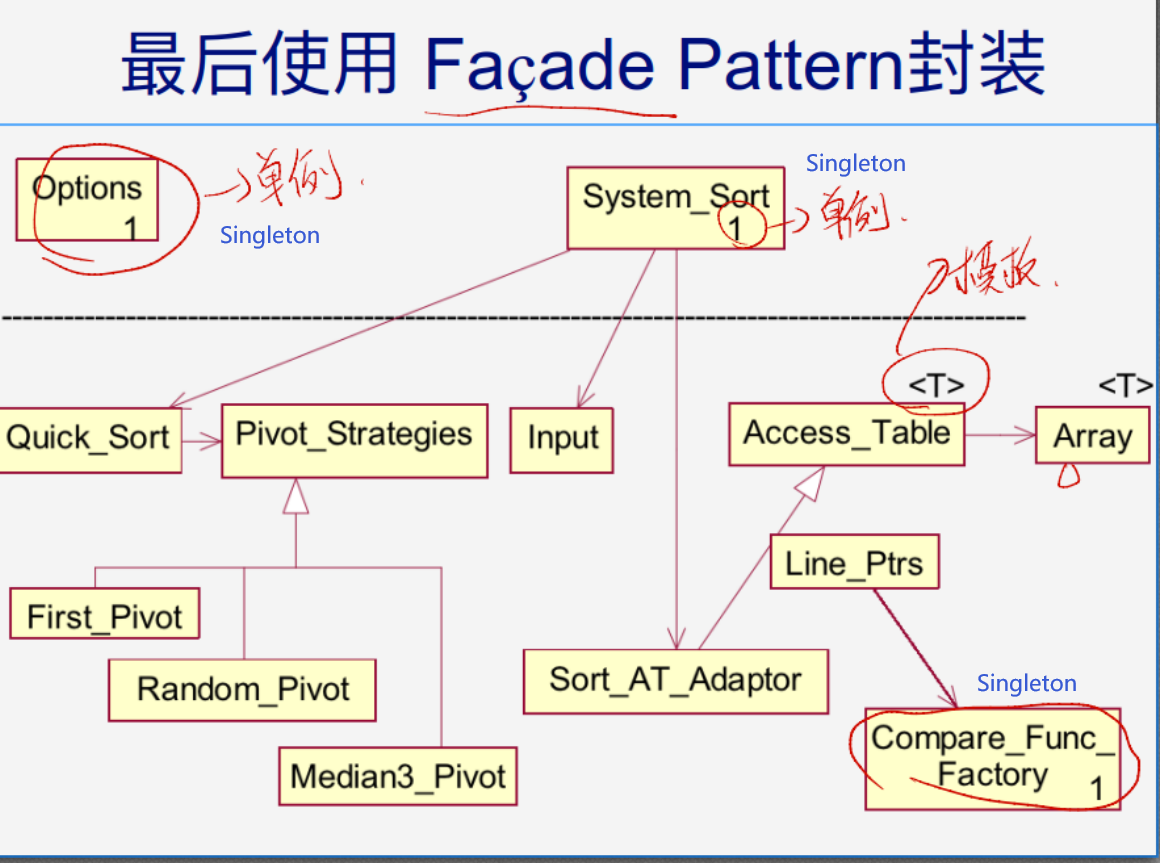 最后使用 Façade Pattern封装
Options
1
→单例.
Singleton
System_Sort
1
Singleton
→单例.
模板.
<T>
<T>
Quick_Sort
Pivot_Strategies
Input
Access_Table
Array
Line_Ptrs
First_Pivot
Random_Pivot
Median3_Pivot
Sort_AT_Adaptor
Singleton
Compare_Func_
Factory
1